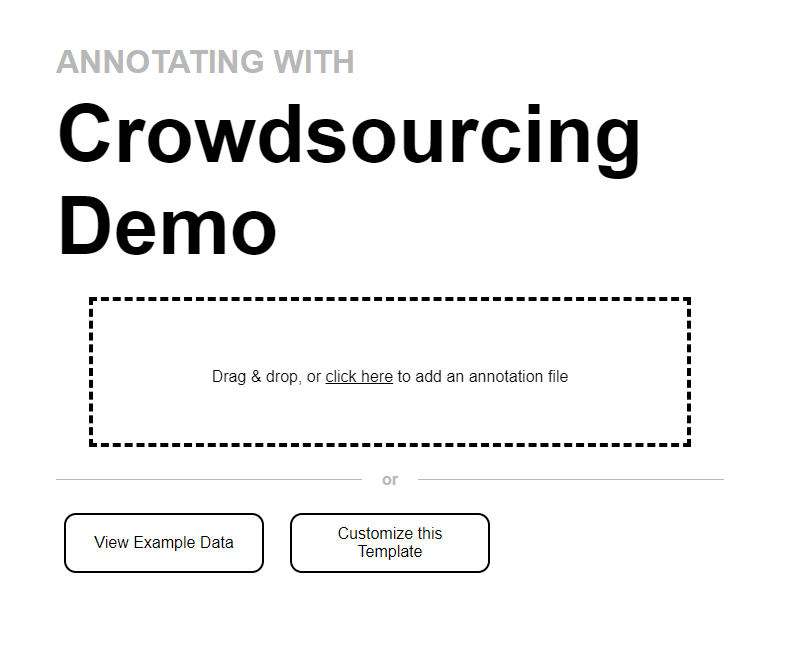 ANNOTATING WITH
Crowdsourcing
Demo
Drag & drop, or click here to add an annotation file
or
View Example Data
Customize this
Template